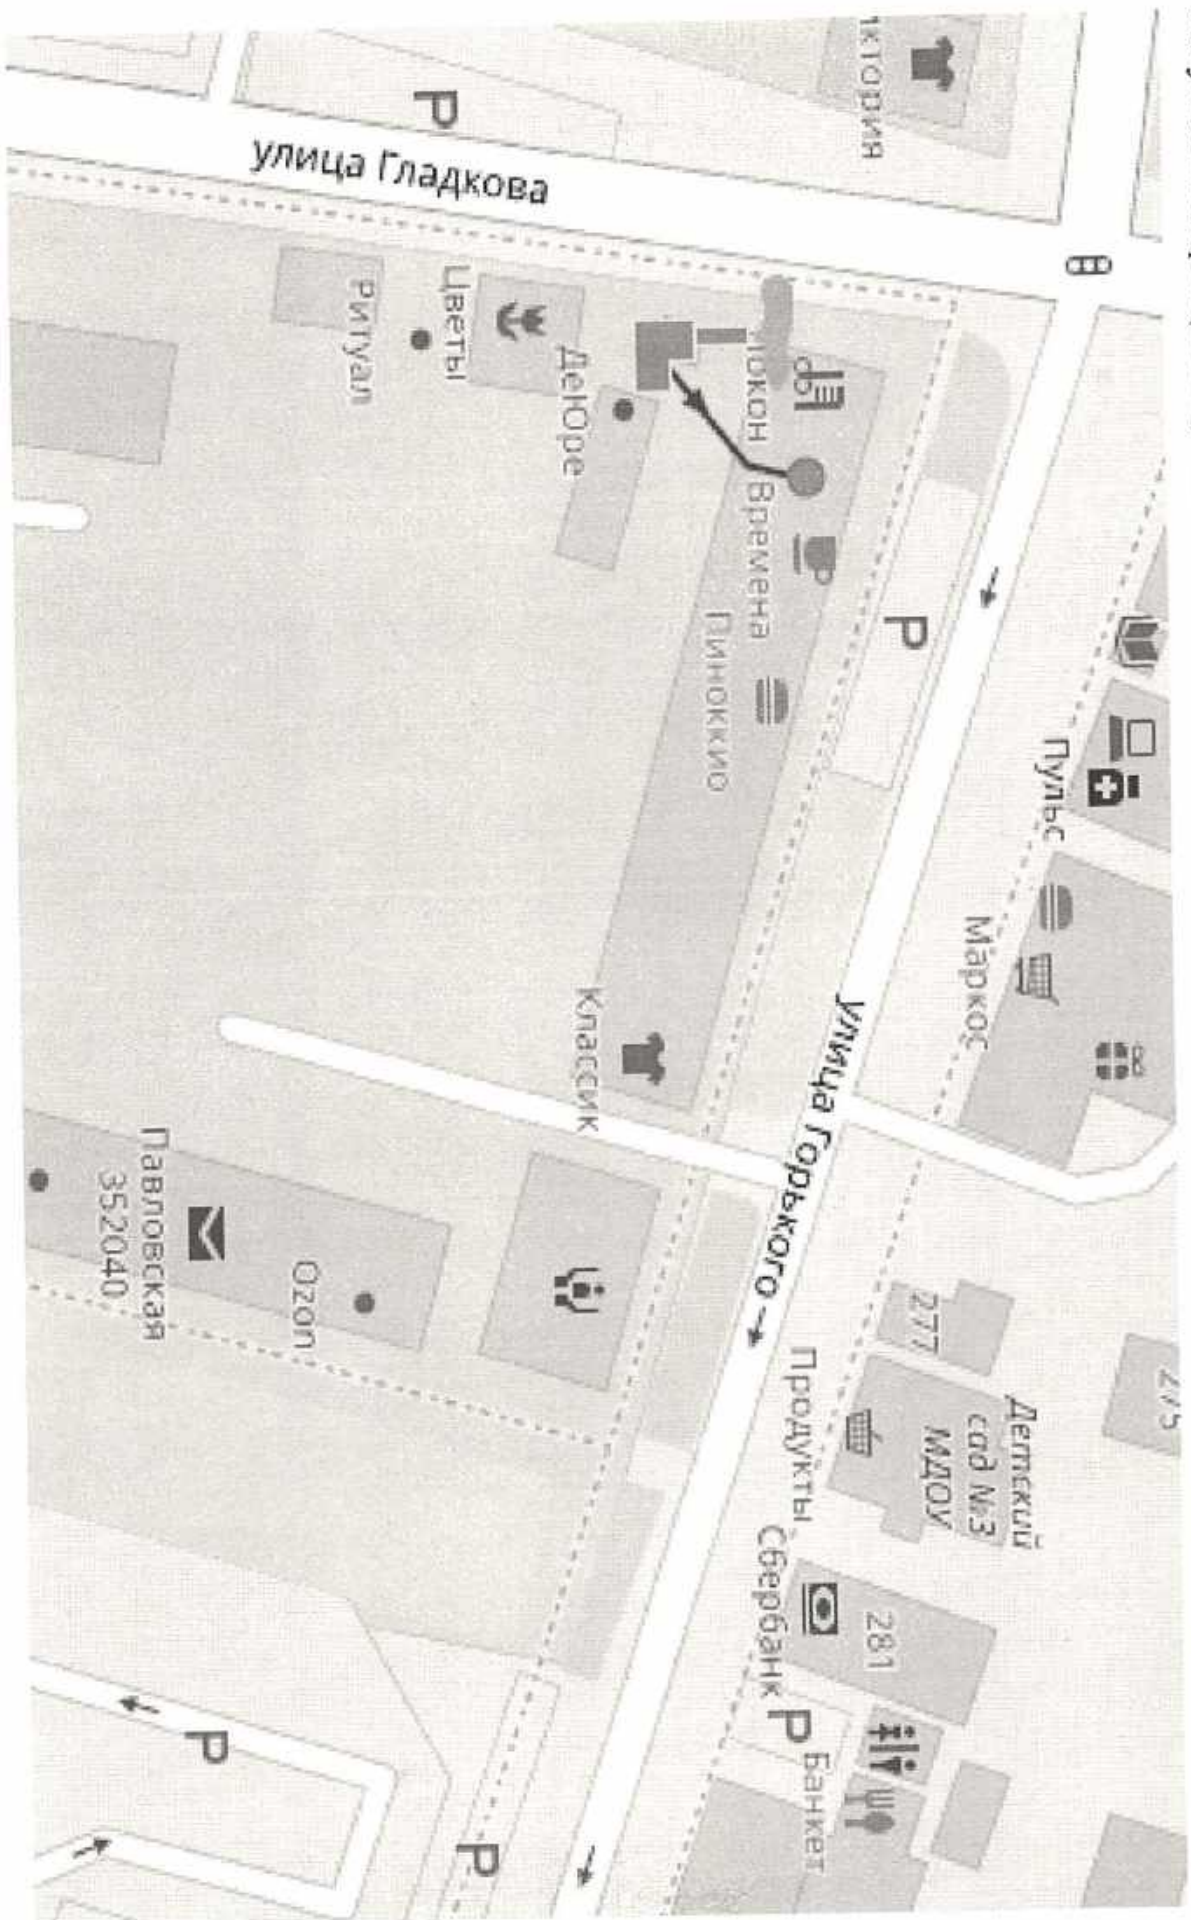 P
улица Гладкова
Ритуал
Цветы
ДеЮре
Времена
Пиноккио
P
Пульс
Маркос
Классик
улица Горького
Павловская
352040
Ozon
277
Детский
сад №3
МДОУ
Продукты
Сбербанк
281
P
Банкет
P
P